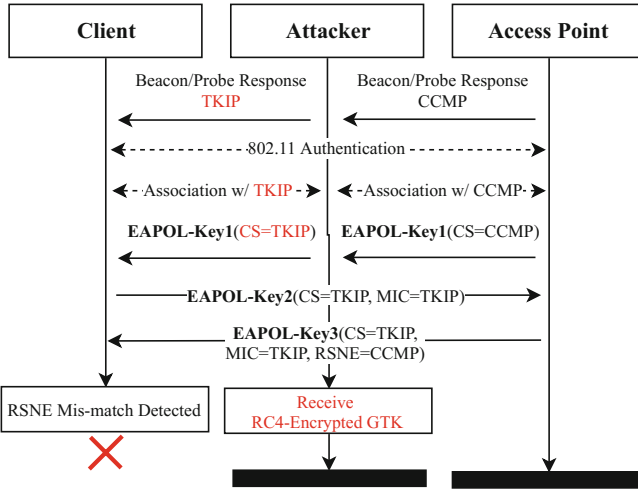 Client
Attacker
Access Point
Beacon/Probe Response
TKIP
Beacon/Probe Response
CCMP
802.11 Authentication
Association w/ TKIP
Association w/ CCMP
EAPOL-Key1(CS=TKIP)
EAPOL-Key1(CS=CCMP)
EAPOL-Key2(CS=TKIP, MIC=TKIP)
EAPOL-Key3(CS=TKIP,
MIC=TKIP, RSNE=CCMP)
RSNE Mis-match Detected
Receive
RC4-Encrypted GTK